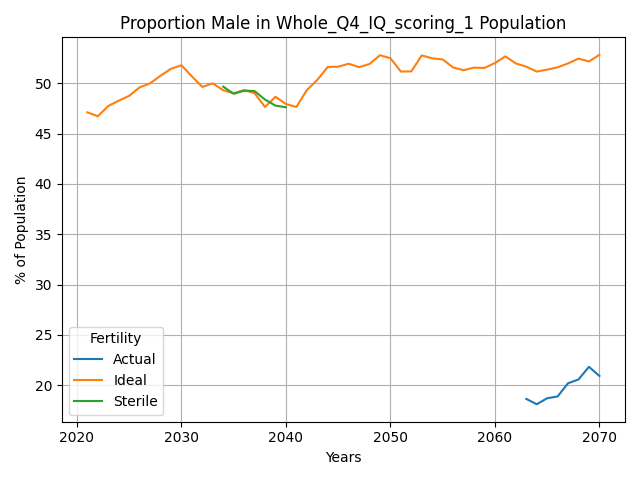 Proportion Male in Whole_Q4_IQ_scoring_1 Population
% of Population
50
45
40
35
30
25
20
Fertility
Actual
Ideal
Sterile
2020
2030
2040
2050
2060
2070
Years